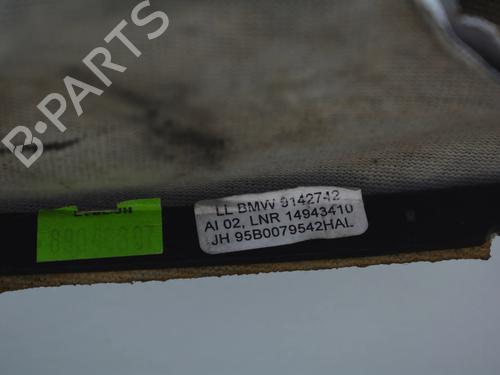 B-PARTS
LL BMW 9142742
AI 02, LNR 14943410
JH 95B0079542HAL